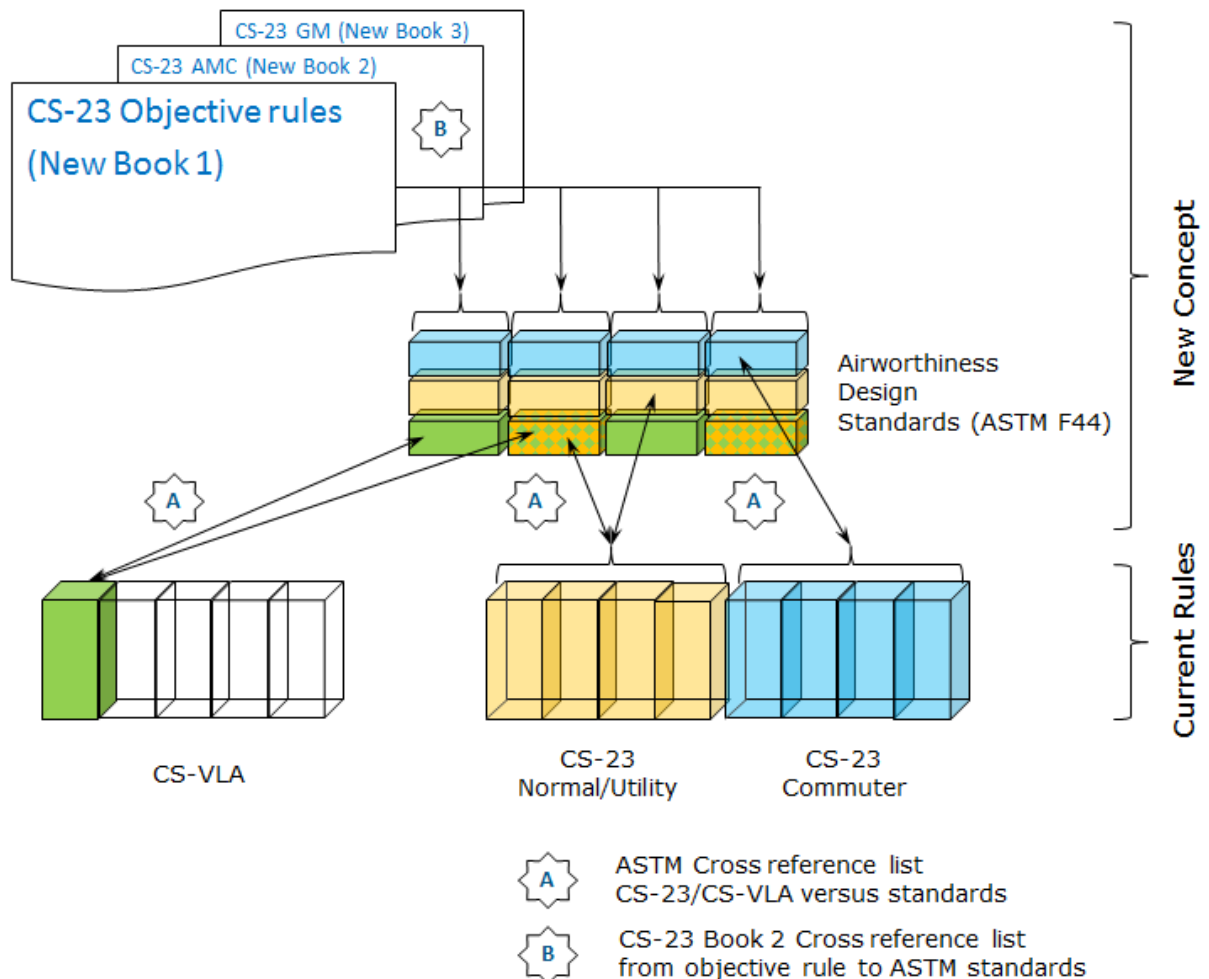 CS-23 GM (New Book 3)
CS-23 AMC (New Book 2)
CS-23 Objective rules
(New Book 1)
B
New Concept
Airworthiness
Design
Standards (ASTM F44)
A
A
A
Current Rules
CS-VLA
CS-23
Normal/Utility
CS-23
Commuter
A
ASTM Cross reference list
CS-23/CS-VLA versus standards
B
CS-23 Book 2 Cross reference list
from objective rule to ASTM standards